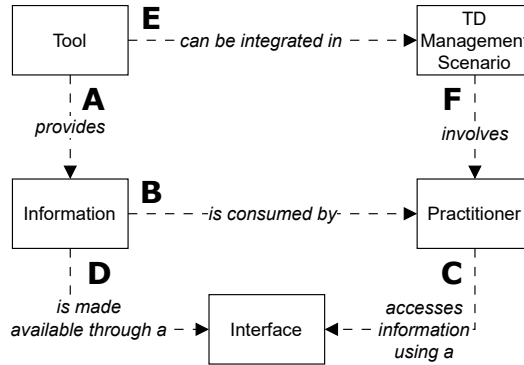 Tool
E
can be integrated in
TD
Management
Scenario
A
provides
F
involves
Information
B
is consumed by
Practitioner
D
is made
available through a
Interface
C
accesses
information
using a